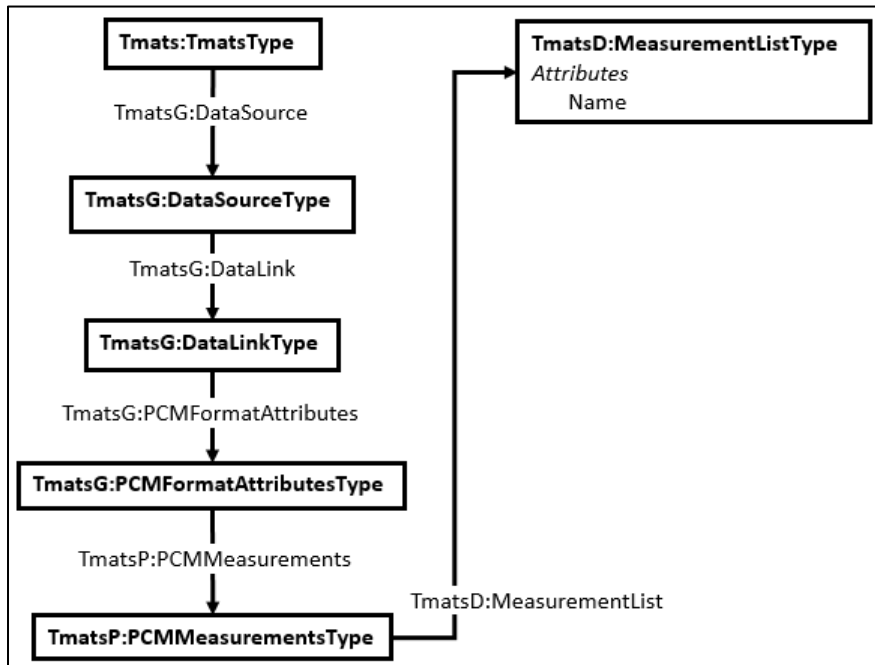 Tmats:TmatsType
TmatsG:DataSource
TmatsG:DataSourceType
TmatsG:DataLink
TmatsG:DataLinkType
TmatsG:PCMFormatAttributes
TmatsG:PCMFormatAttributesType
TmatsP:PCMMeasurements
TmatsP:PCMMeasurementsType
TmatsD:MeasurementList
TmatsD:MeasurementListType
Attributes
Name